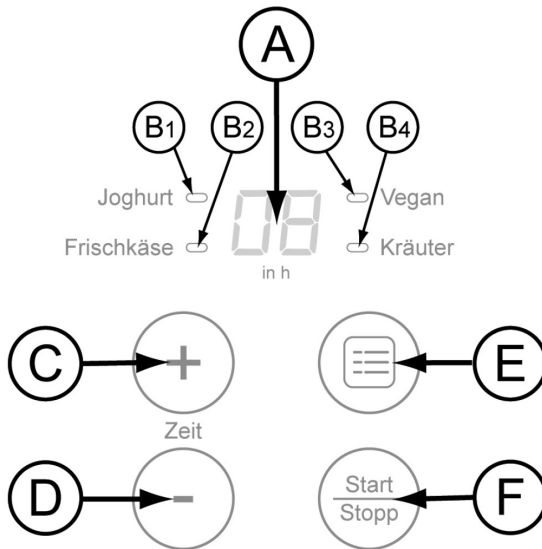 A
B1 B2 B3 B4
Joghurt 08 Vegan
Frischkäse Kräuter
in h
C + E
Zeit
D - Start F
Stopp